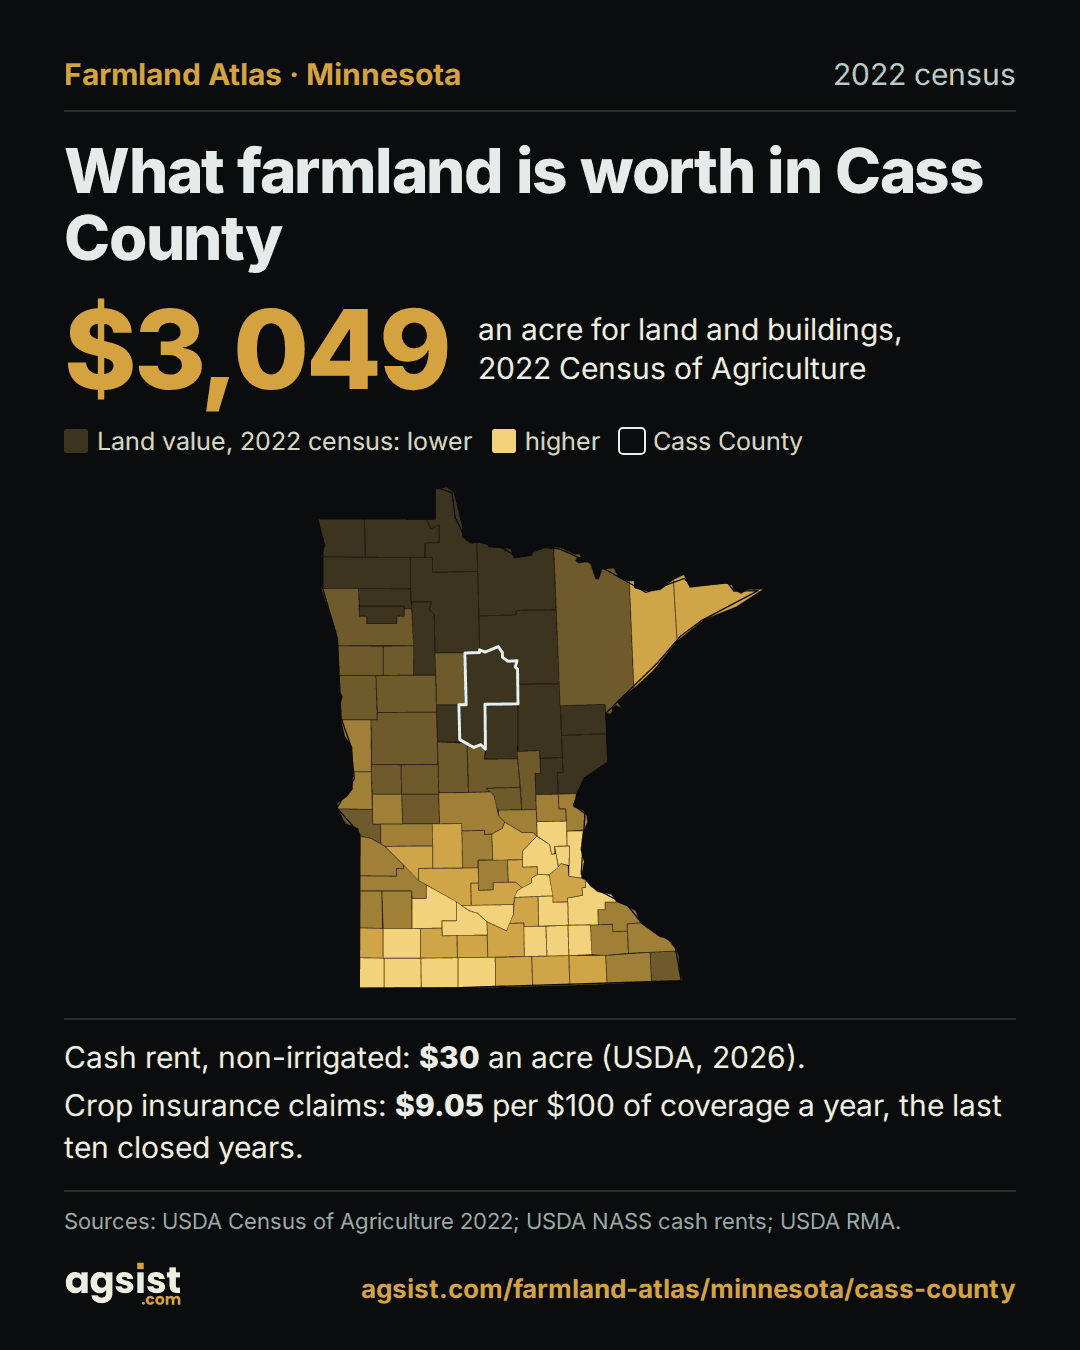 Farmland Atlas · Minnesota
2022 census
What farmland is worth in Cass
County
$3,049
an acre for land and buildings,
2022 Census of Agriculture
Land value, 2022 census: lower
higher
Cass County
Cash rent, non-irrigated: $30 an acre (USDA, 2026).
Crop insurance claims: $9.05 per $100 of coverage a year, the last
ten closed years.
Sources: USDA Census of Agriculture 2022; USDA NASS cash rents; USDA RMA.
agsist
.com
agsist.com/farmland-atlas/minnesota/cass-county